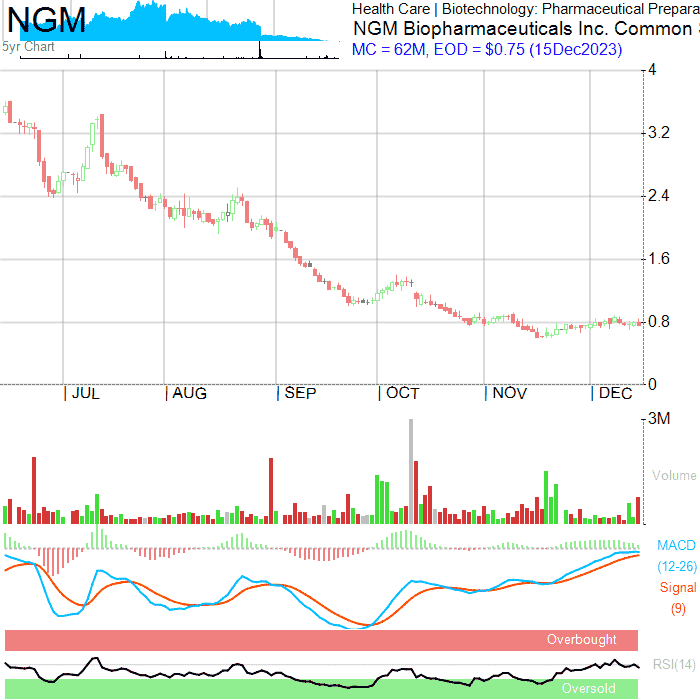 NGM
5yr Chart
Health Care | Biotechnology: Pharmaceutical Prepara
NGM Biopharmaceuticals Inc. Common
MC = 62M, EOD = $0.75 (15Dec2023)
4
3.2
2.4
1.6
0.8
0
| JUL | AUG | SEP | OCT | NOV | DEC
3M
Volume
MACD
(12-26)
Signal
(9)
Overbought
RSI(14)
Oversold